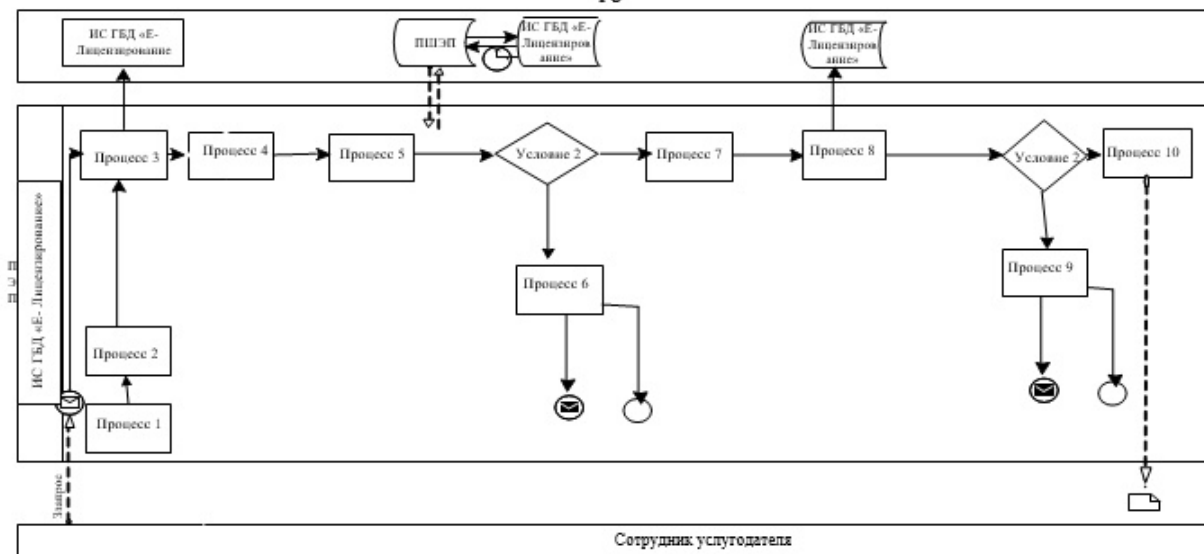 ИС ГБД «Е-
Лицензирование
ПШЭП
ИС ГБД «Е-
Лицензиров
ание»
ИС ГБД «Е-
Лицензиров
ание»
Процесс 3
Процесс 4
Процесс 5
Условие 2
Процесс 7
Процесс 8
Условие 2
Процесс 10
ИС ГБД «Е- Лицензирование»
П
Э
П
Процесс 6
Процесс 9
Процесс 2
Процесс 1
Сотрудник услугодателя